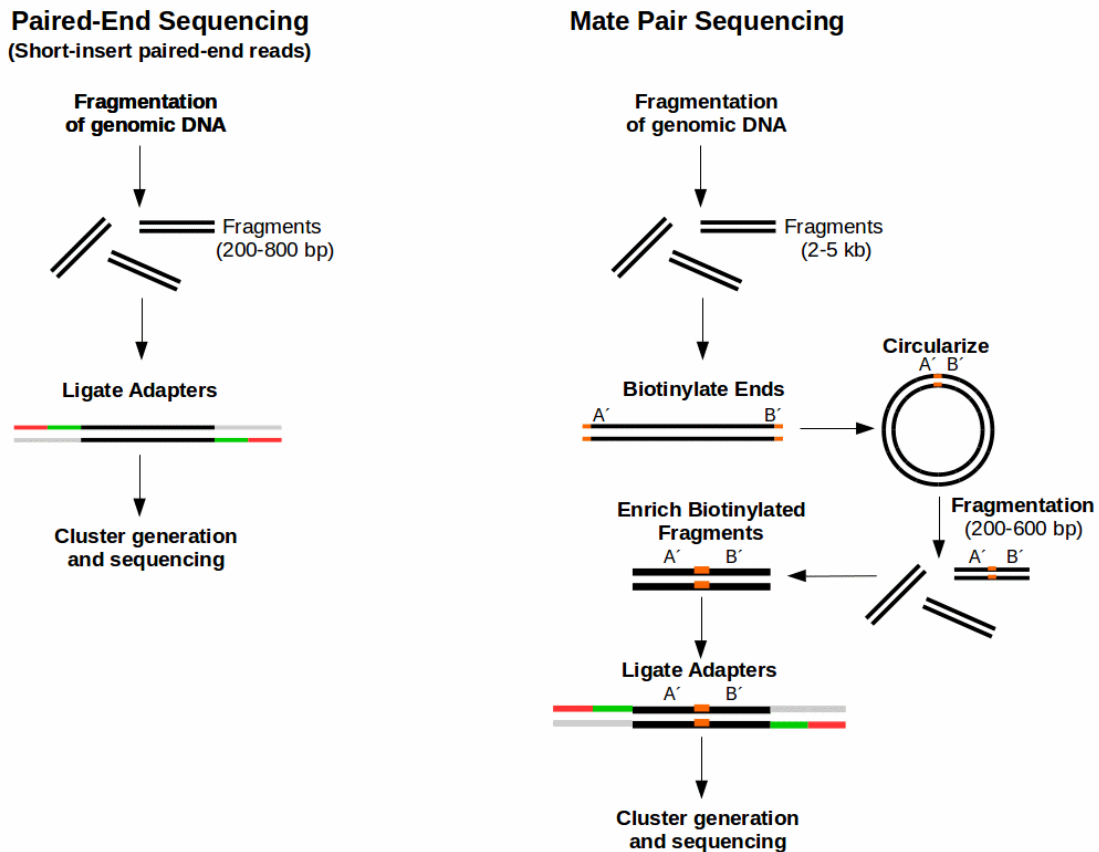 Paired-End Sequencing
(Short-insert paired-end reads)
Fragmentation
of genomic DNA
Fragments
(200-800 bp)
Ligate Adapters
Cluster generation
and sequencing
Mate Pair Sequencing
Fragmentation
of genomic DNA
Fragments
(2-5 kb)
Biotinylate Ends
A´ B´
Circularize
A´ B´
Fragmentation
(200-600 bp)
A´ B´
Enrich Biotinylated
Fragments
A´ B´
Ligate Adapters
A´ B´
Cluster generation
and sequencing